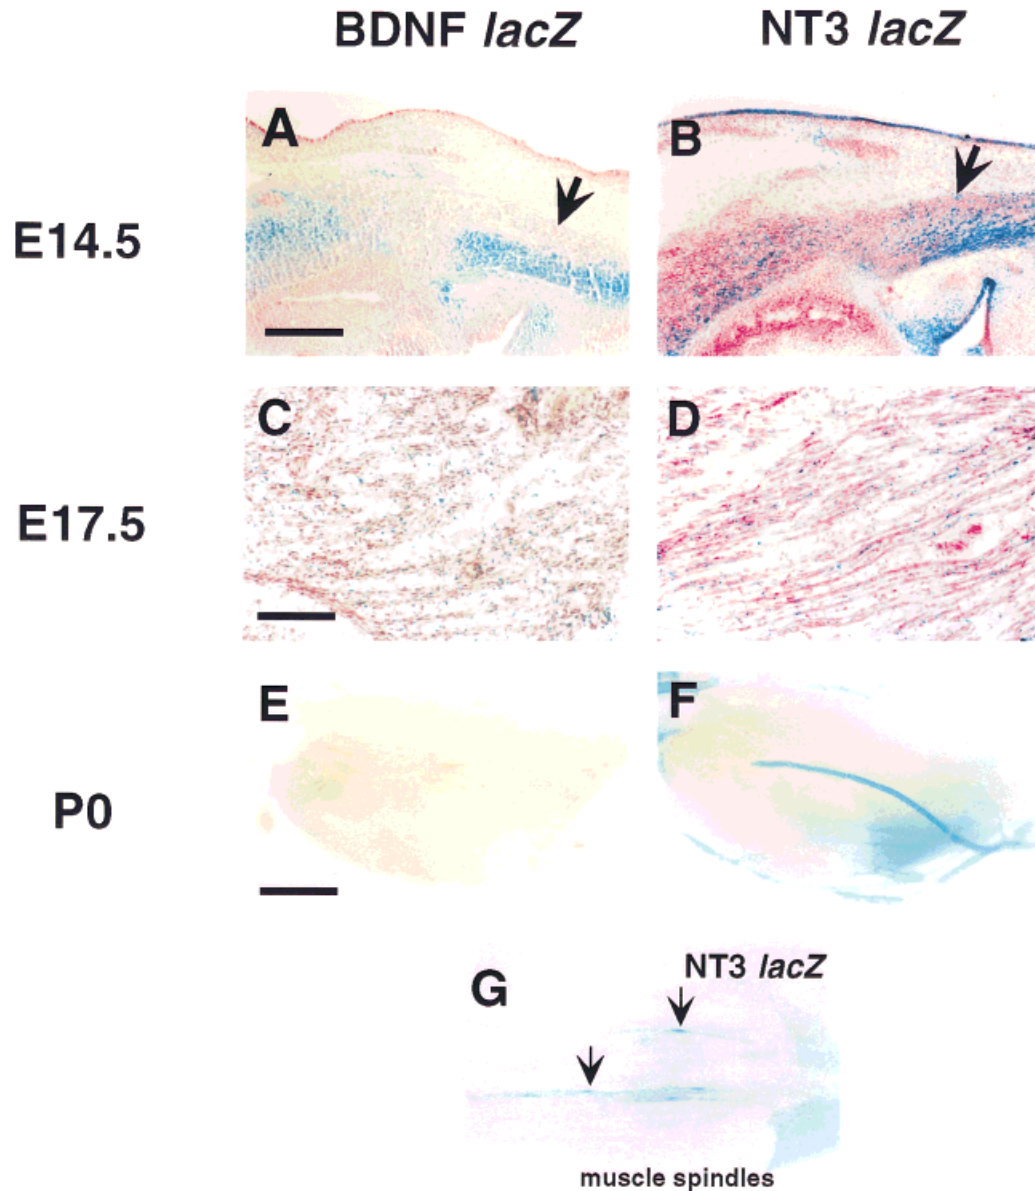 BDNF lacZ NT3 lacZ
A B
E14.5
C D
E17.5
E F
P0
G NT3 lacZ
muscle spindles